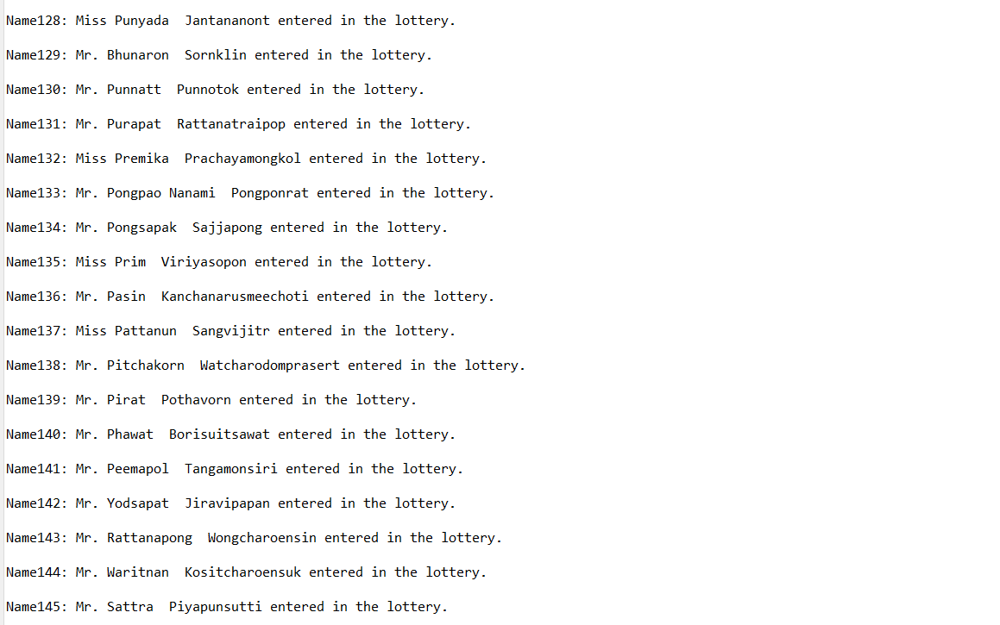 Name128: Miss Punyada  Jantananont entered in the lottery.
Name129: Mr. Bhunaron  Sornklin entered in the lottery.
Name130: Mr. Punnatt  Punnotok entered in the lottery.
Name131: Mr. Purapat  Rattanatraipop entered in the lottery.
Name132: Miss Premika  Prachayamongkol entered in the lottery.
Name133: Mr. Pongpao Nanami  Pongponrat entered in the lottery.
Name134: Mr. Pongsapak  Sajjapong entered in the lottery.
Name135: Miss Prim  Viriyasopon entered in the lottery.
Name136: Mr. Pasin  Kanchanarusmeechoti entered in the lottery.
Name137: Miss Pattanun  Sangvijitr entered in the lottery.
Name138: Mr. Pitchakorn  Watcharodomprasert entered in the lottery.
Name139: Mr. Pirat  Pothavorn entered in the lottery.
Name140: Mr. Phawat  Borisuitsawat entered in the lottery.
Name141: Mr. Peemapol  Tangamonsiri entered in the lottery.
Name142: Mr. Yodsapat  Jiravipapan entered in the lottery.
Name143: Mr. Rattanapong  Wongcharoensin entered in the lottery.
Name144: Mr. Waritnan  Kositcharoensuk entered in the lottery.
Name145: Mr. Sattra  Piyapunsutti entered in the lottery.